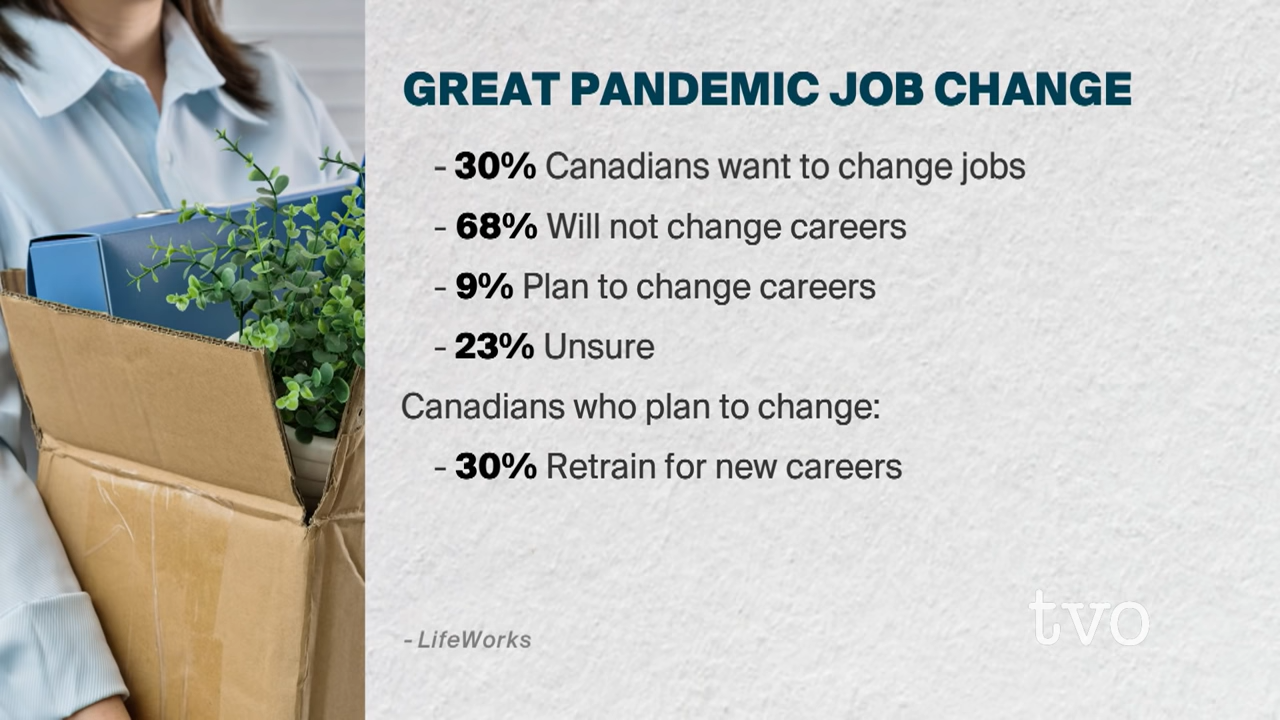 GREAT PANDEMIC JOB CHANGE
- 30% Canadians want to change jobs
- 68% Will not change careers
- 9% Plan to change careers
- 23% Unsure
Canadians who plan to change:
- 30% Retrain for new careers
- LifeWorks
tvo